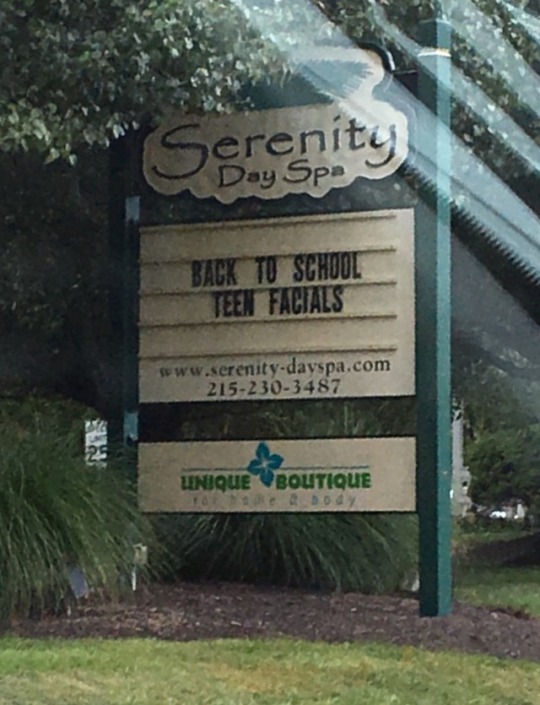 Serenity
Day Spa
BACK TO SCHOOL
TEEN FACIALS
www.serenity-dayspa.com
215-230-3487
UNIQUE BOUTIQUE
for home & body
25